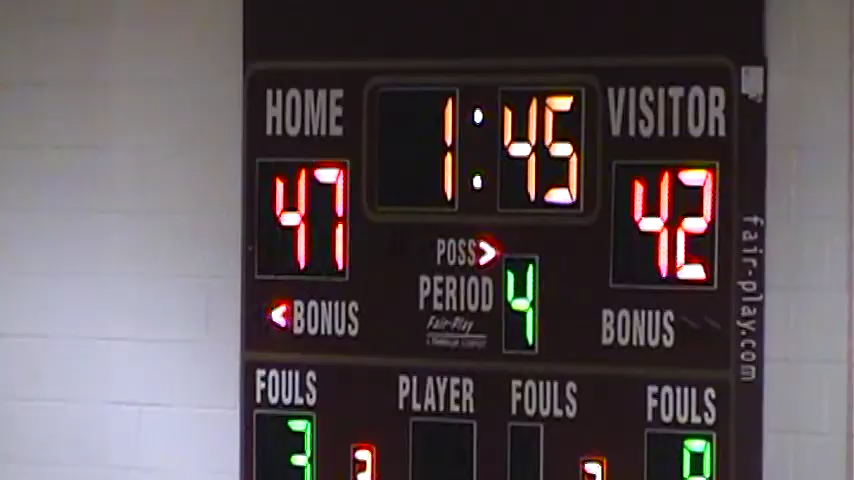 HOME 1:45 VISITOR
47 42
POSS >
PERIOD 4
Fair-Play
< BONUS BONUS
fair-play.com
FOULS PLAYER FOULS FOULS
3